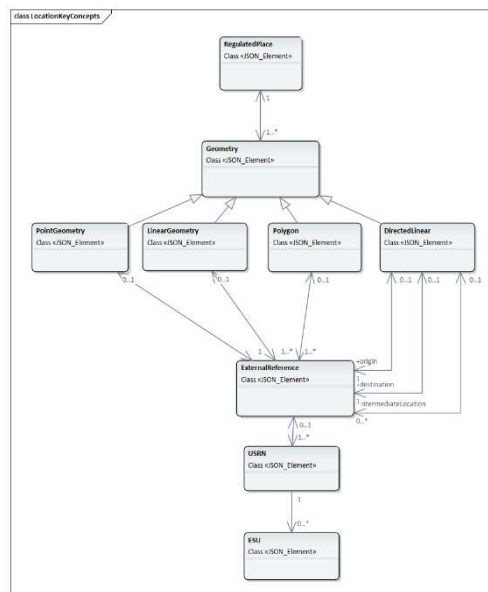 class LocationKeyConcepts
RegulatedPlace
Class «JSON_Element»
1
1..*
Geometry
Class «JSON_Element»
PointGeometry
Class «JSON_Element»
LinearGeometry
Class «JSON_Element»
Polygon
Class «JSON_Element»
DirectedLinear
Class «JSON_Element»
0..1
0..1
0..1
0..1
0..1
0..1
1
1..*
1..*
+origin
1
+destination
1
intermediateLocation
0..*
ExternalReference
Class «JSON_Element»
0..1
1..*
USRN
Class «JSON_Element»
1
0..*
ESU
Class «JSON_Element»